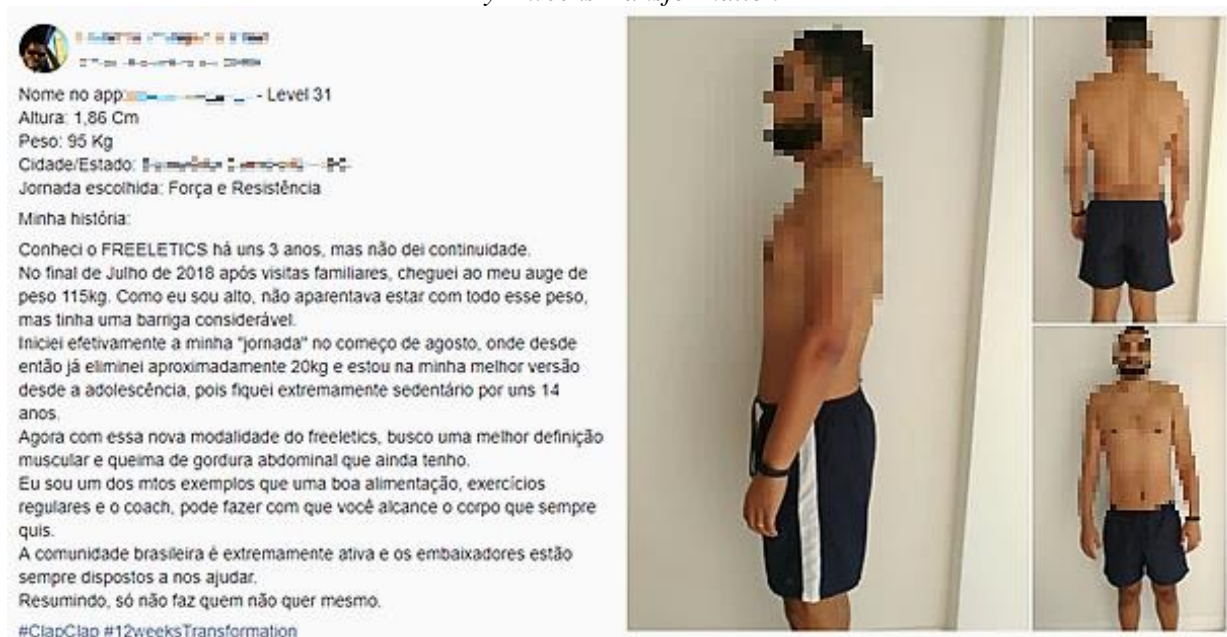 Nome no app: - Level 31
Altura: 1,86 Cm
Peso: 95 Kg
Cidade/Estado:
Jornada escolhida: Força e Resistência
Minha história:
Conheci o FREELETICS há uns 3 anos, mas não dei continuidade.
No final de Julho de 2018 após visitas familiares, cheguei ao meu auge de
peso 115kg. Como eu sou alto, não aparentava estar com todo esse peso,
mas tinha uma barriga considerável.
Iniciei efetivamente a minha "jornada" no começo de agosto, onde desde
então já eliminei aproximadamente 20kg e estou na minha melhor versão
desde a adolescência, pois fiquei extremamente sedentário por uns 14
anos.
Agora com essa nova modalidade do freeletics, busco uma melhor definição
muscular e queima de gordura abdominal que ainda tenho.
Eu sou um dos mtos exemplos que uma boa alimentação, exercícios
regulares e o coach, pode fazer com que você alcance o corpo que sempre
quis.
A comunidade brasileira é extremamente ativa e os embaixadores estão
sempre dispostos a nos ajudar.
Resumindo, só não faz quem não quer mesmo.
#ClapClap #12weeksTransformation